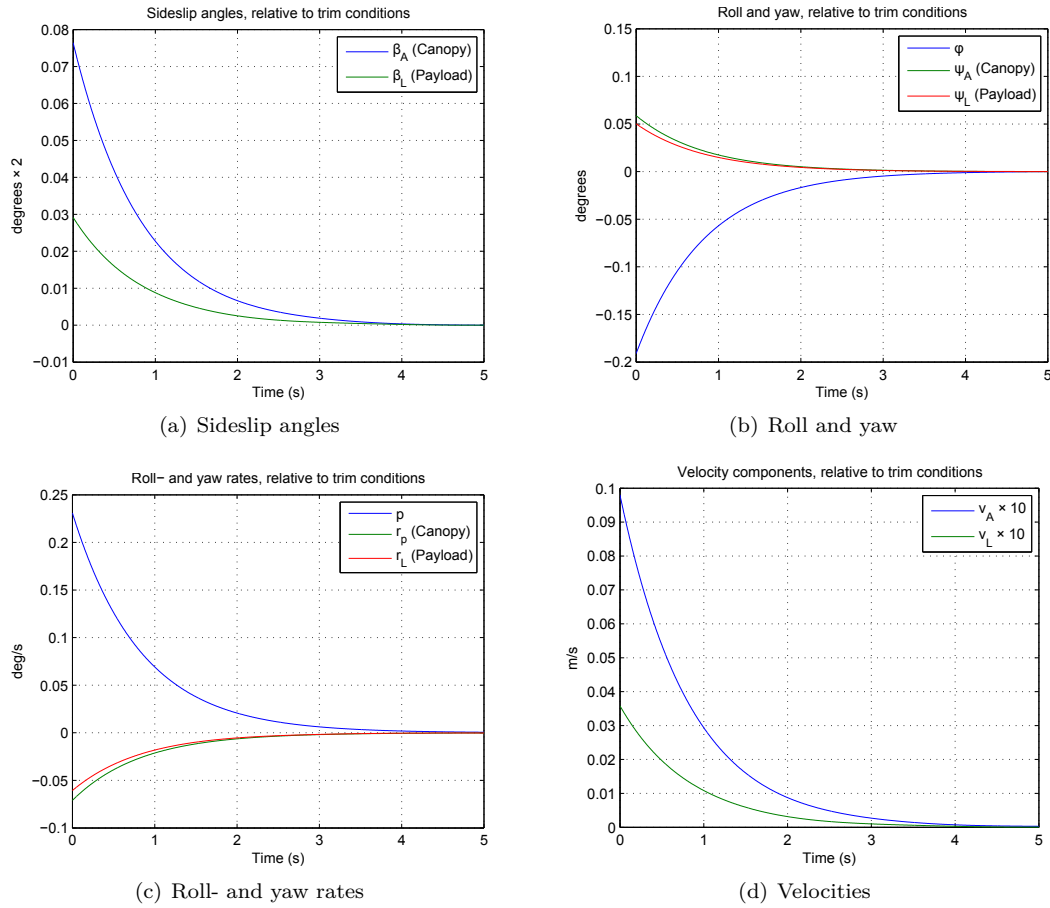 Sideslip angles, relative to trim conditions
0.08
0.07
0.06
0.05
0.04
0.03
0.02
0.01
0
−0.01
degrees × 2
β_A (Canopy)
β_L (Payload)
0 1 2 3 4 5
Time (s)
(a) Sideslip angles
Roll and yaw, relative to trim conditions
0.15
0.1
0.05
0
−0.05
−0.1
−0.15
−0.2
degrees
φ
ψ_A (Canopy)
ψ_L (Payload)
0 1 2 3 4 5
Time (s)
(b) Roll and yaw
Roll− and yaw rates, relative to trim conditions
0.25
0.2
0.15
0.1
0.05
0
−0.05
−0.1
deg/s
p
r_p (Canopy)
r_L (Payload)
0 1 2 3 4 5
Time (s)
(c) Roll- and yaw rates
Velocity components, relative to trim conditions
0.1
0.09
0.08
0.07
0.06
0.05
0.04
0.03
0.02
0.01
0
m/s
v_A × 10
v_L × 10
0 1 2 3 4 5
Time (s)
(d) Velocities